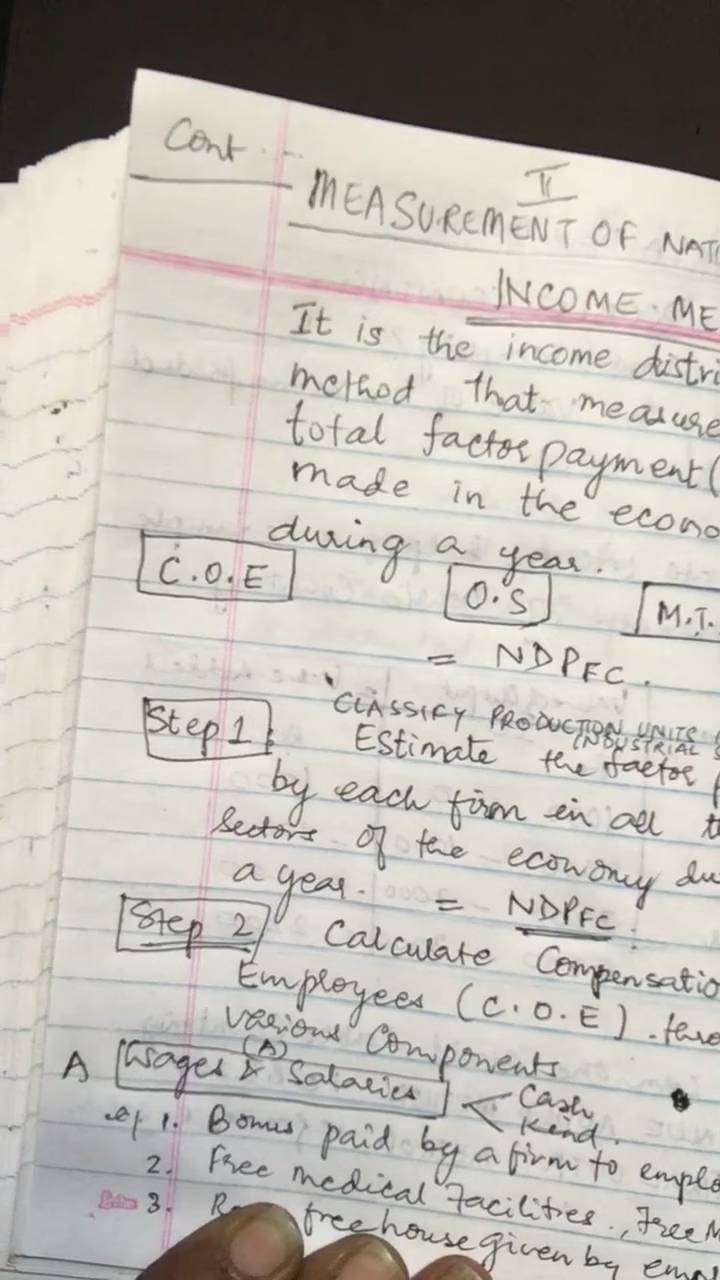 Cont...
II
MEASUREMENT OF NAT
INCOME ME
It is the income distri
method that measure
total factor payment (
made in the econo
during a year.
C.O.E O.S M.I.
= NDPFC.
Step 1: CLASSIFY PRODUCTION UNITS
INDUSTRIAL S
Estimate the factor p
by each firm in all t
sectors of the economy du
a year. = NDPFC:
Step 2 Calculate Compensatio
Employees (C.O.E). thro
various components
(A)
A Wages & Salaries < Cash
Kind.
eg 1. Bonus paid by a firm to emplo
2. Free medical facilities., Free M
3. free house given by emp